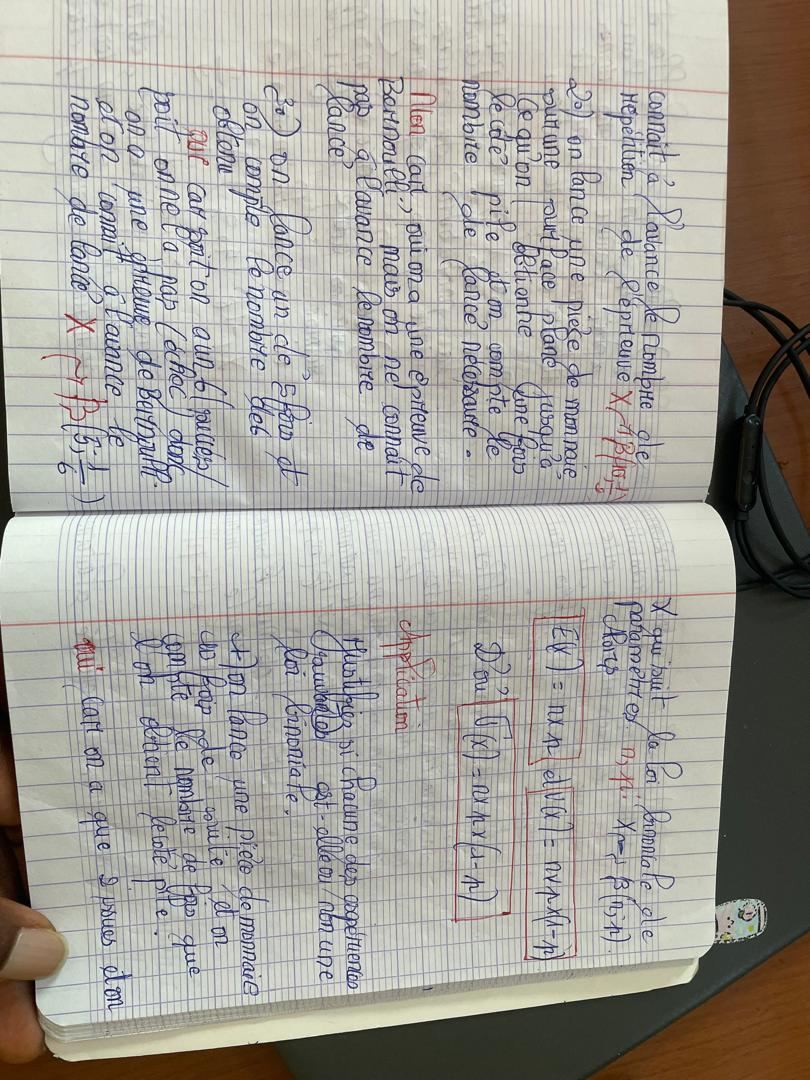 connait à l'avance le nombre de
répétition de l'épreuve X ~> B(10, 1/2)
2°) on lance une pièce de monnaie
sur une surface plane jusqu'à
ce qu'on obtienne une fois
le côté pile et on compte le
nombre de lancé nécessaire.
Non car, oui on a une épreuve de
Bernoulli, mais on ne connait
pas à l'avance le nombre de
lancé
3°) on lance un dé 5 fois et
on compte le nombre des
obtenu
oui car soit on a un 6 (succès)
soit on ne l'a pas (échec) donc
on a une épreuve de Bernoulli.
et on connait à l'avance le
nombre de lancé X ~> B(5; 1/6)
X qui suit la loi binomiale de
paramètres n, p. X ~> B(n; p).
Alors
E(X) = n x p et V(X) = n x p x (1-p)
D'où √(X) = n x p x (1-p)
Application
Justifier si chacune des expériences
suivantes est-elle ou non une
loi binomiale.
1) on lance une pièce de monnaie
10 fois de suite et on
compte le nombre de fois que
l'on obtient le côté pile.
oui car on a que 2 issues et on